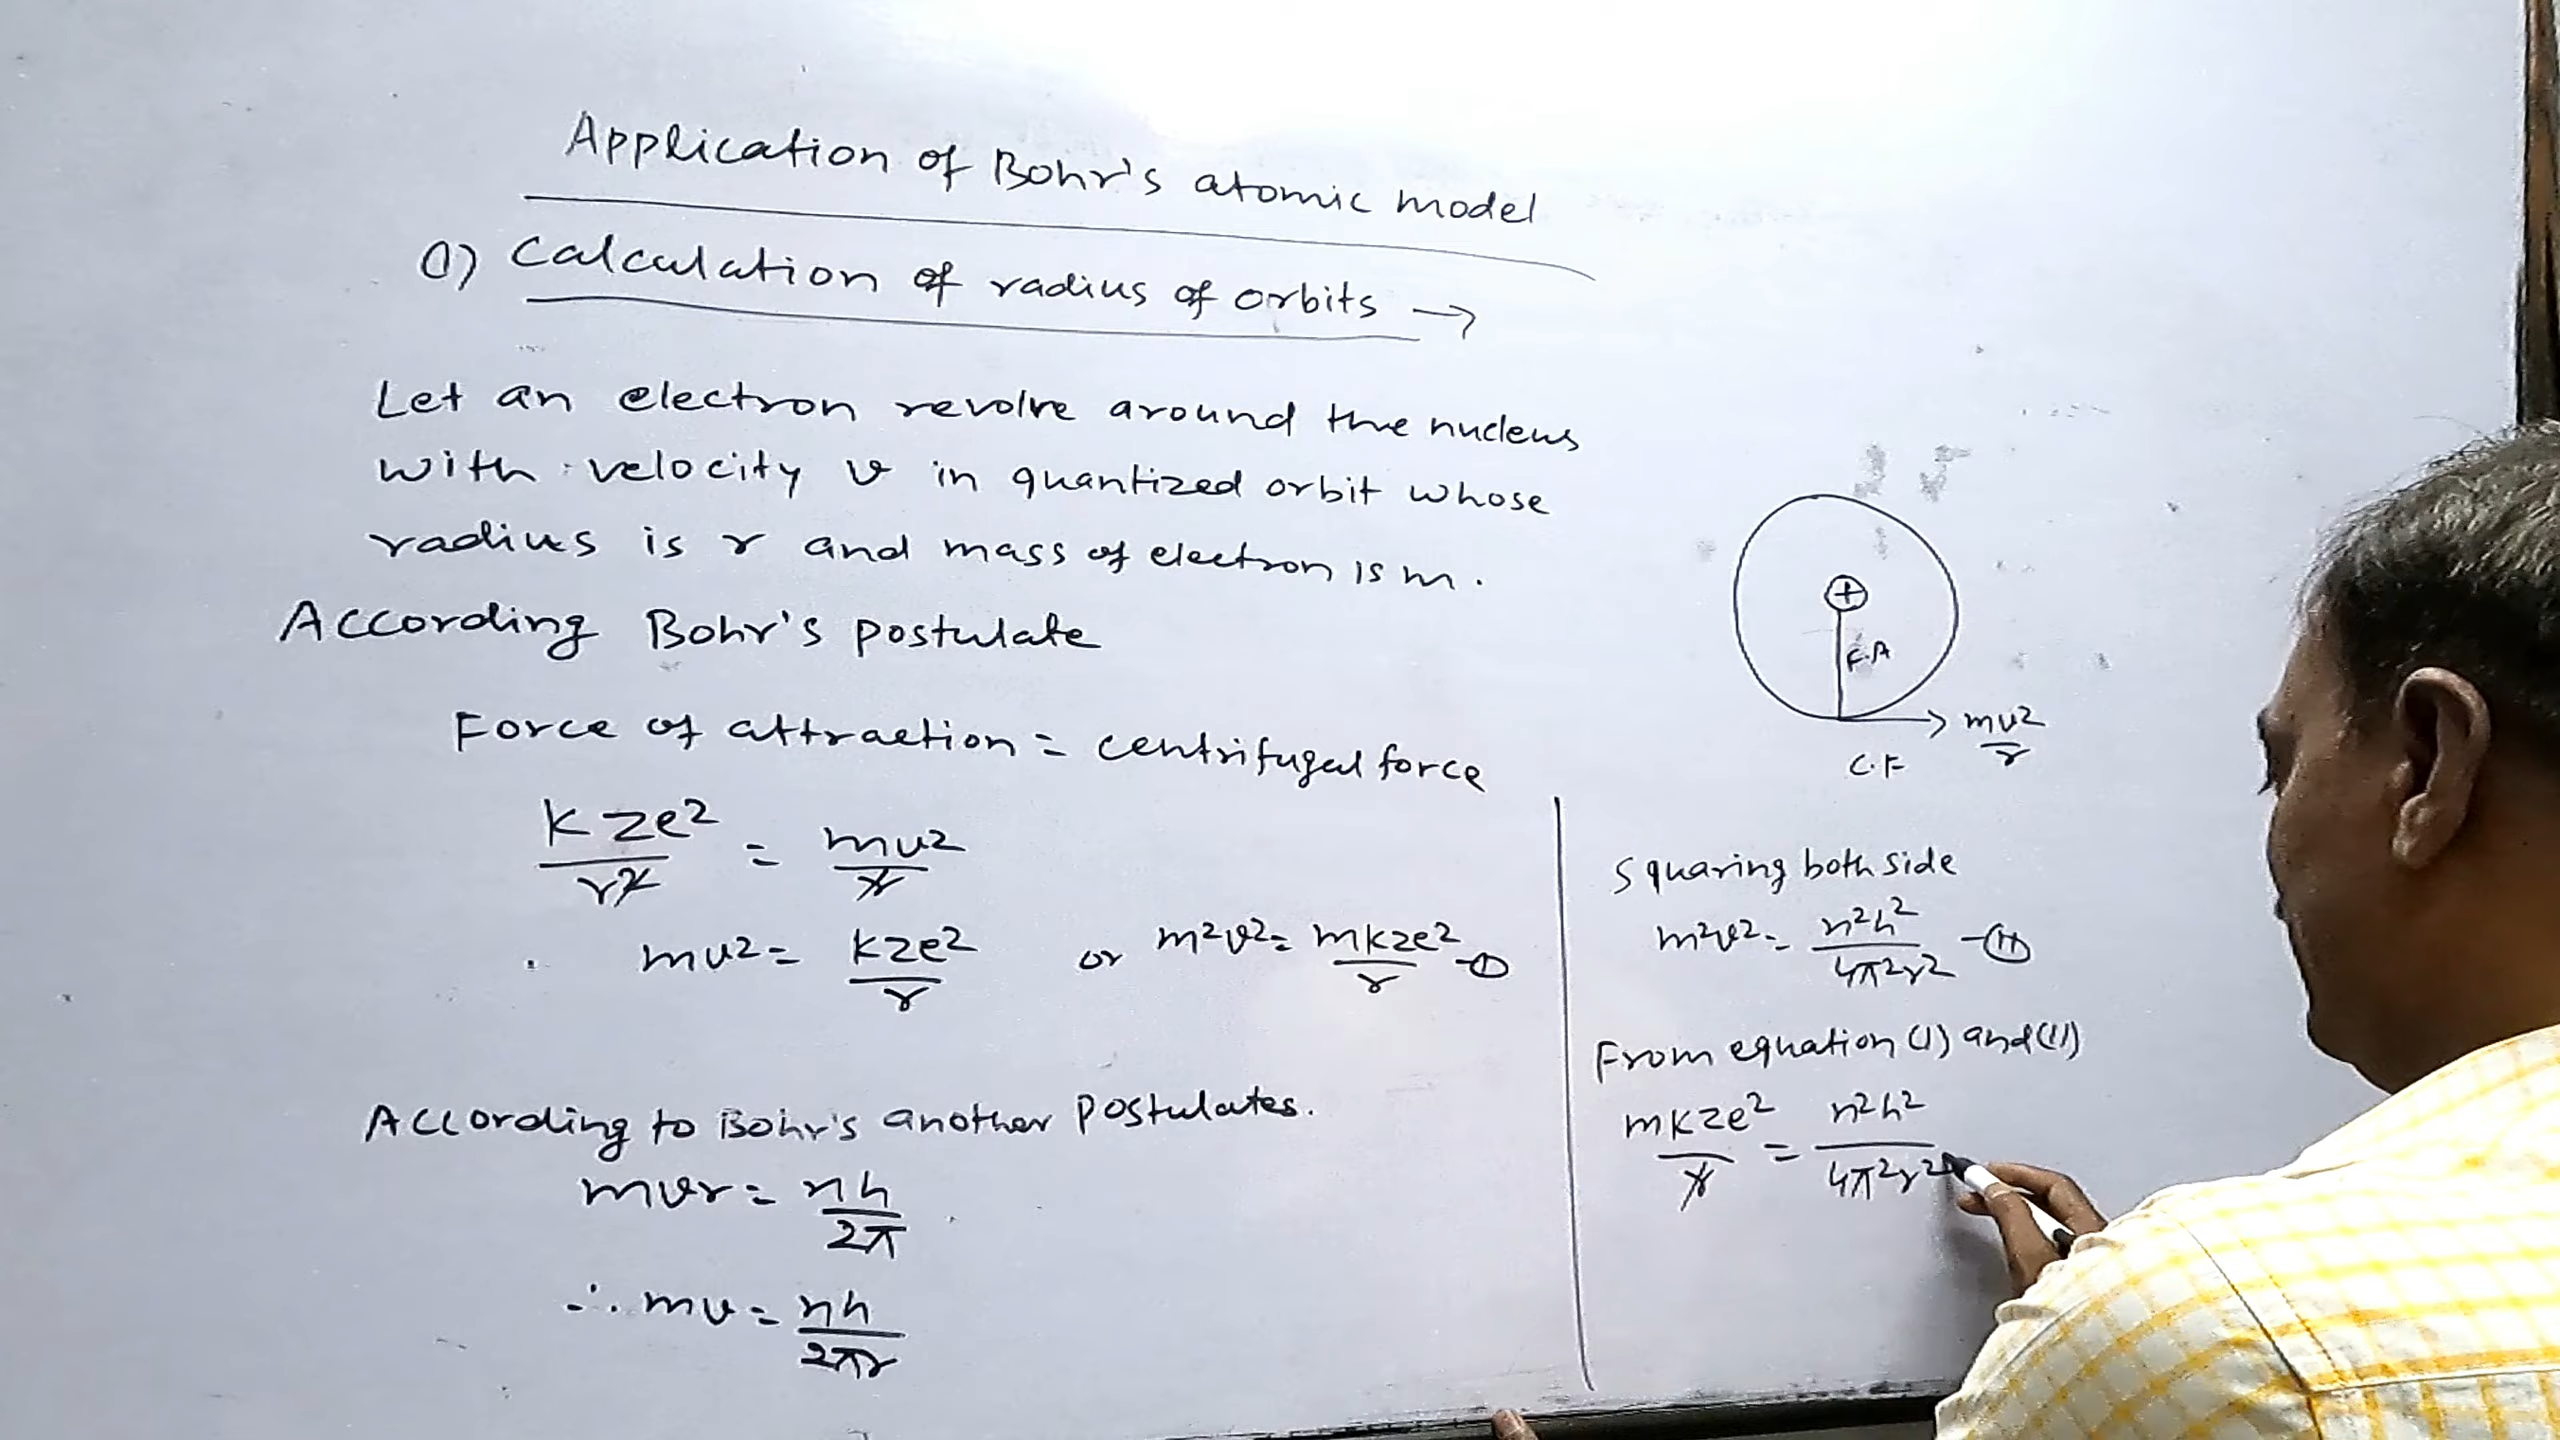 Application of Bohr's atomic model
1) Calculation of radius of orbits →
Let an electron revolve around the nucleus
with velocity v in quantized orbit whose
radius is r and mass of electron is m.
According Bohr's postulate
Force of attraction = centrifugal force
kze²/r² = mv²/r
mv² = kze²/r or m²v² = mkze²/r -(I)
According to Bohr's another postulates.
mvr = nh/2π
∴ mv = nh/2πr
F.A
mv²/r
C.F
Squaring both side
m²v² = n²h²/4π²r² -(II)
From equation (I) and (II)
mkze²/r = n²h²/4π²r²